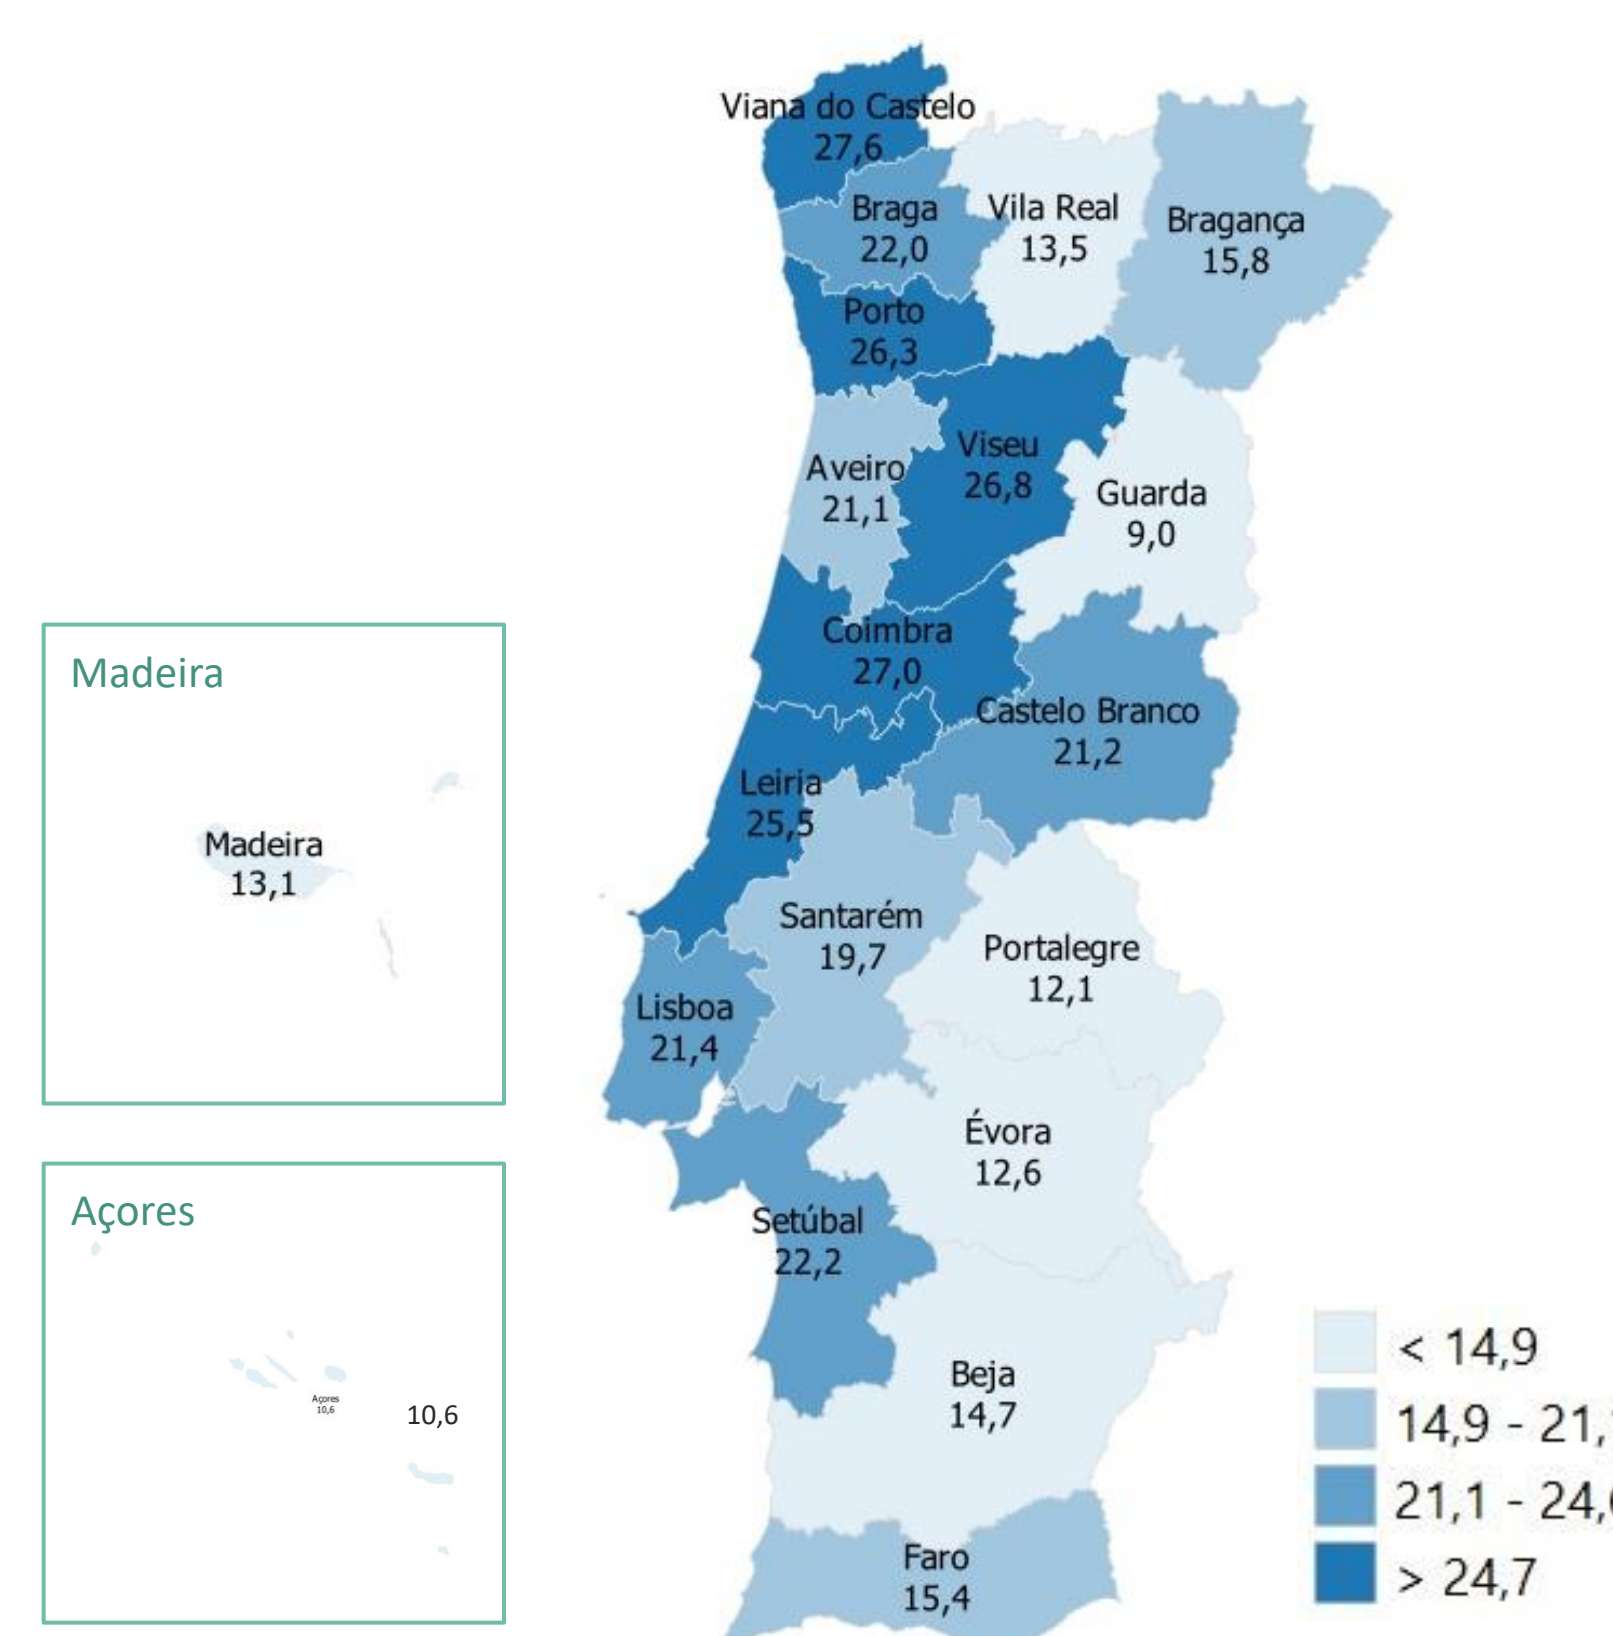 Viana do Castelo
27,6
Braga
22,0
Vila Real
13,5
Bragança
15,8
Porto
26,3
Aveiro
21,1
Viseu
26,8
Guarda
9,0
Coimbra
27,0
Castelo Branco
21,2
Leiria
25,5
Santarém
19,7
Portalegre
12,1
Lisboa
21,4
Évora
12,6
Setúbal
22,2
Beja
14,7
Faro
15,4
Madeira
Madeira
13,1
Açores
Açores
10,6
10,6
< 14,9
14,9 - 21,
21,1 - 24,
> 24,7